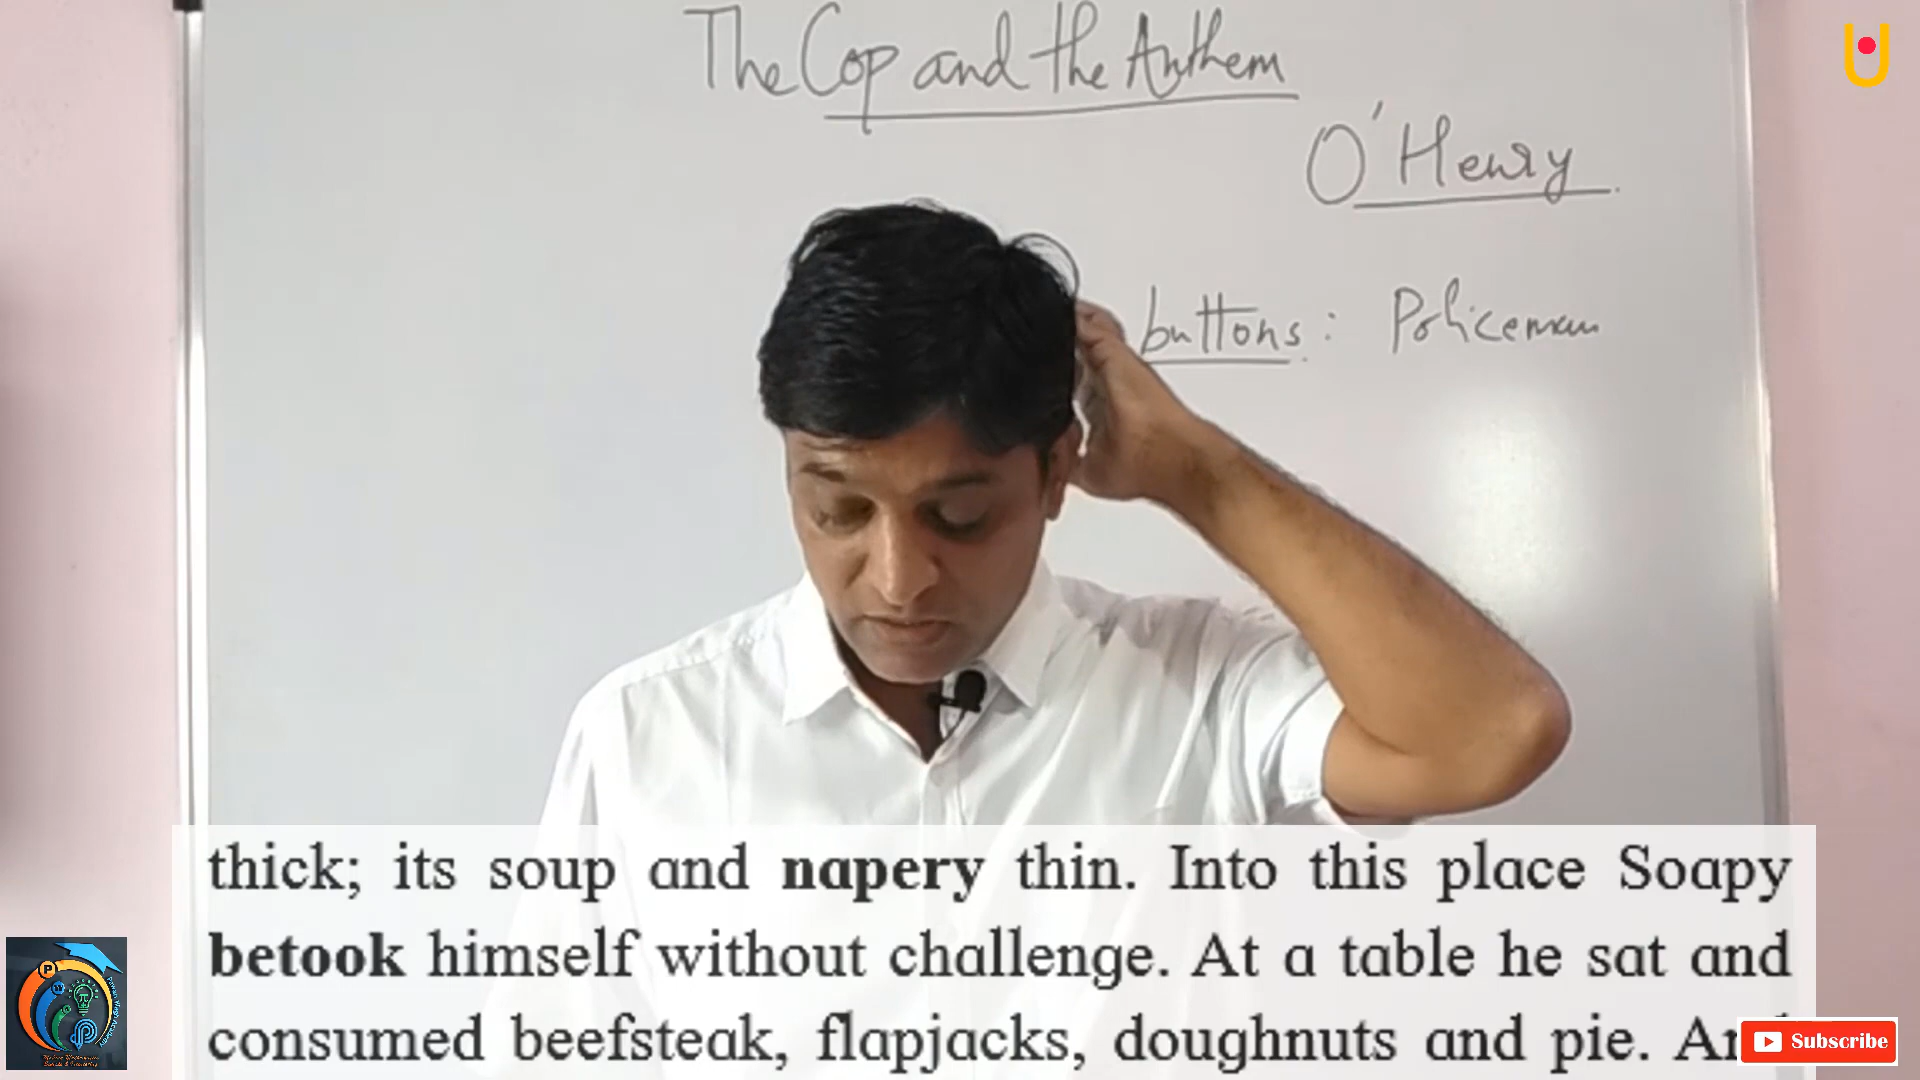 The Cop and the Anthem
O'Henry
buttons: Policeman
thick; its soup and napery thin. Into this place Soapy
betook himself without challenge. At a table he sat and
consumed beefsteak, flapjacks, doughnuts and pie.
Subscribe